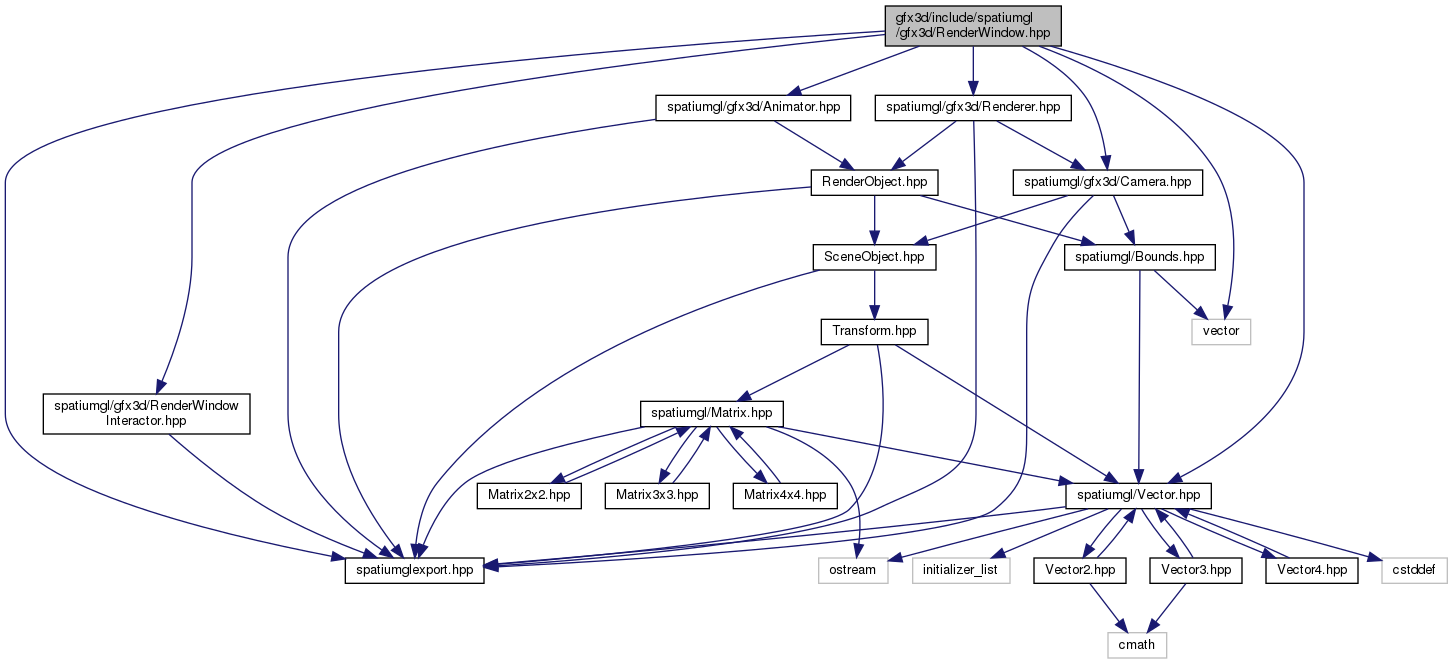 gfx3d/include/spatiumgl
/gfx3d/RenderWindow.hpp
spatiumgl/gfx3d/Animator.hpp
spatiumgl/gfx3d/Renderer.hpp
RenderObject.hpp
spatiumgl/gfx3d/Camera.hpp
SceneObject.hpp
spatiumgl/Bounds.hpp
Transform.hpp
vector
spatiumgl/gfx3d/RenderWindow
Interactor.hpp
spatiumgl/Matrix.hpp
Matrix2x2.hpp
Matrix3x3.hpp
Matrix4x4.hpp
spatiumgl/Vector.hpp
spatiumglexport.hpp
ostream
initializer_list
Vector2.hpp
Vector3.hpp
Vector4.hpp
cstddef
cmath